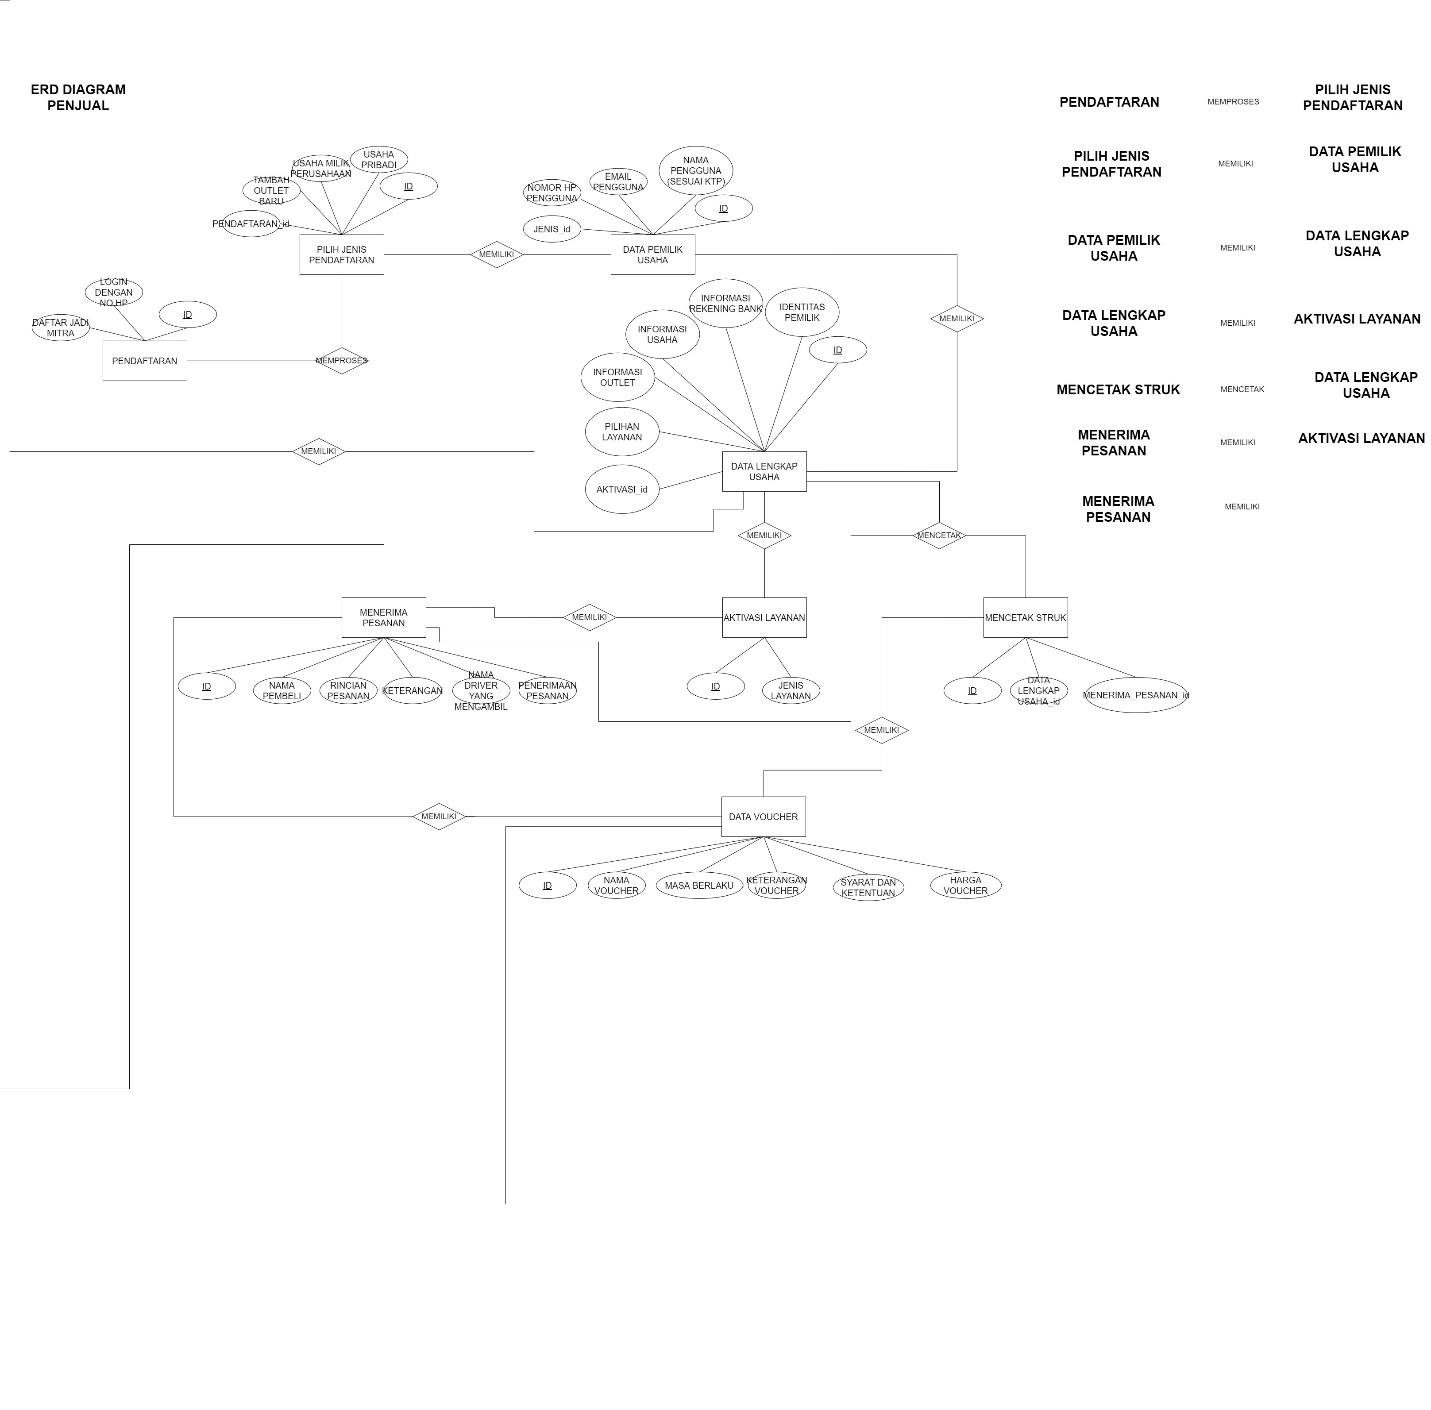 ERD DIAGRAM
PENJUAL
PENDAFTARAN
MEMPROSES
PILIH JENIS
PENDAFTARAN
PILIH JENIS
PENDAFTARAN
MEMILIKI
DATA PEMILIK
USAHA
DATA PEMILIK
USAHA
MEMILIKI
DATA LENGKAP
USAHA
DATA LENGKAP
USAHA
MEMILIKI
AKTIVASI LAYANAN
MENCETAK STRUK
MENCETAK
DATA LENGKAP
USAHA
MENERIMA
PESANAN
MEMILIKI
AKTIVASI LAYANAN
MENERIMA
PESANAN
MEMILIKI
USAHA MILIK
PERUSAHAAN
USAHA
PRIBADI
TAMBAH
OUTLET
BARU
ID
PENDAFTARAN_id
PILIH JENIS
PENDAFTARAN
MEMILIKI
NOMOR HP
PENGGUNA
EMAIL
PENGGUNA
NAMA
PENGGUNA
(SESUAI KTP)
ID
JENIS_id
DATA PEMILIK
USAHA
MEMILIKI
LOGIN
DENGAN
NO.HP
ID
DAFTAR JADI
MITRA
PENDAFTARAN
MEMPROSES
INFORMASI
REKENING BANK
IDENTITAS
PEMILIK
INFORMASI
USAHA
ID
INFORMASI
OUTLET
PILIHAN
LAYANAN
AKTIVASI_id
DATA LENGKAP
USAHA
MEMILIKI
MEMILIKI
MENCETAK
MENERIMA
PESANAN
MEMILIKI
AKTIVASI LAYANAN
MENCETAK STRUK
ID
NAMA
PEMBELI
RINCIAN
PESANAN
KETERANGAN
NAMA
DRIVER
YANG
MENGAMBIL
PENERIMAAN
PESANAN
ID
JENIS
LAYANAN
ID
DATA
LENGKAP
USAHA_id
MENERIMA_PESANAN_id
MEMILIKI
MEMILIKI
DATA VOUCHER
ID
NAMA
VOUCHER
MASA BERLAKU
KETERANGAN
VOUCHER
SYARAT DAN
KETENTUAN
HARGA
VOUCHER